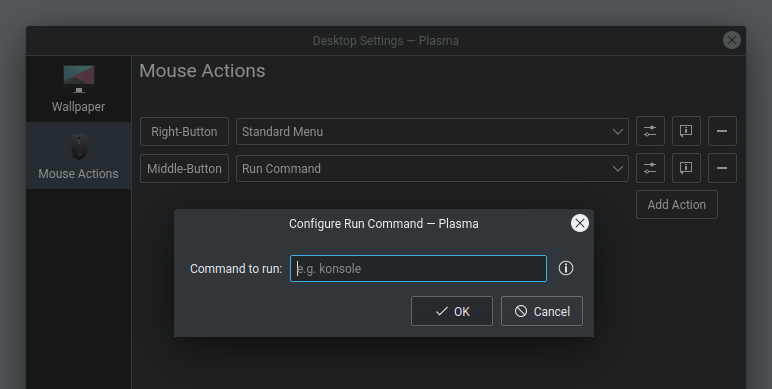 Desktop Settings — Plasma
Wallpaper
Mouse Actions
Mouse Actions
Right-Button
Standard Menu
Middle-Button
Run Command
Add Action
Configure Run Command — Plasma
Command to run:
e.g. konsole
OK
Cancel